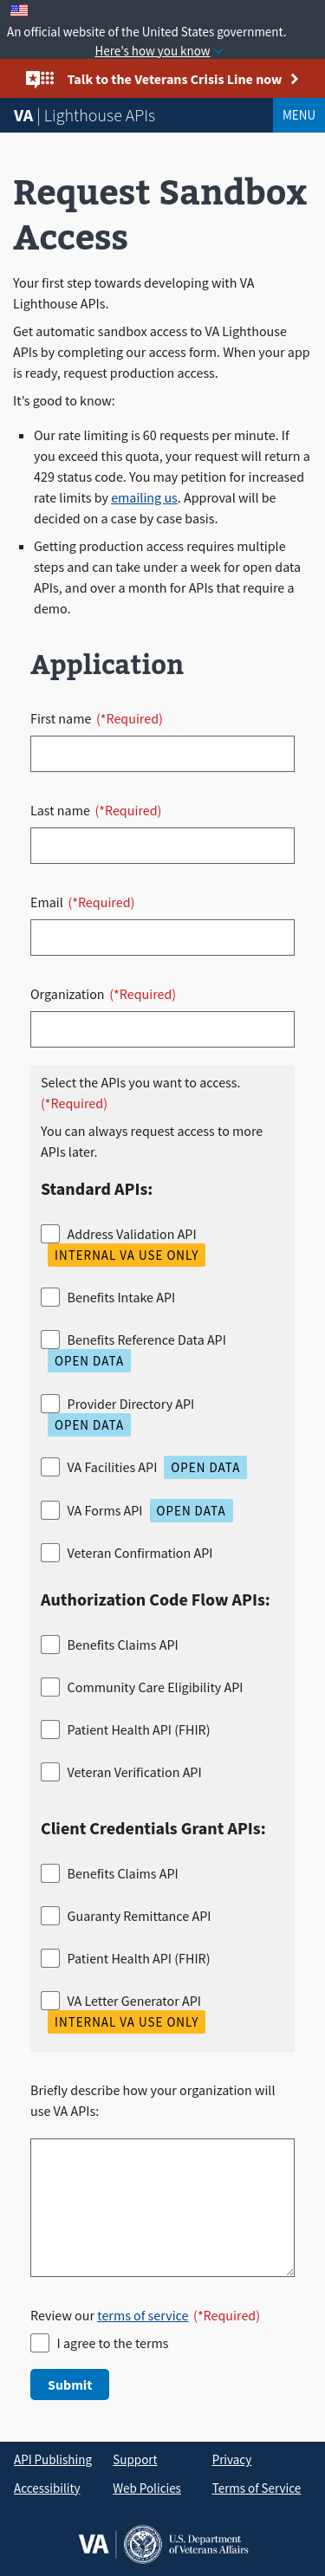 An official website of the United States government.
Here's how you know
Talk to the Veterans Crisis Line now
VA | Lighthouse APIs
MENU
Request Sandbox
Access
Your first step towards developing with VA
Lighthouse APIs.
Get automatic sandbox access to VA Lighthouse
APIs by completing our access form. When your app
is ready, request production access.
It’s good to know:
Our rate limiting is 60 requests per minute. If
you exceed this quota, your request will return a
429 status code. You may petition for increased
rate limits by emailing us. Approval will be
decided on a case by case basis.
Getting production access requires multiple
steps and can take under a week for open data
APIs, and over a month for APIs that require a
demo.
Application
First name (*Required)
Last name (*Required)
Email (*Required)
Organization (*Required)
Select the APIs you want to access.
(*Required)
You can always request access to more
APIs later.
Standard APIs:
Address Validation API
INTERNAL VA USE ONLY
Benefits Intake API
Benefits Reference Data API
OPEN DATA
Provider Directory API
OPEN DATA
VA Facilities API OPEN DATA
VA Forms API OPEN DATA
Veteran Confirmation API
Authorization Code Flow APIs:
Benefits Claims API
Community Care Eligibility API
Patient Health API (FHIR)
Veteran Verification API
Client Credentials Grant APIs:
Benefits Claims API
Guaranty Remittance API
Patient Health API (FHIR)
VA Letter Generator API
INTERNAL VA USE ONLY
Briefly describe how your organization will
use VA APIs:
Review our terms of service (*Required)
I agree to the terms
Submit
API Publishing Support Privacy
Accessibility Web Policies Terms of Service
VA U.S. Department
of Veterans Affairs